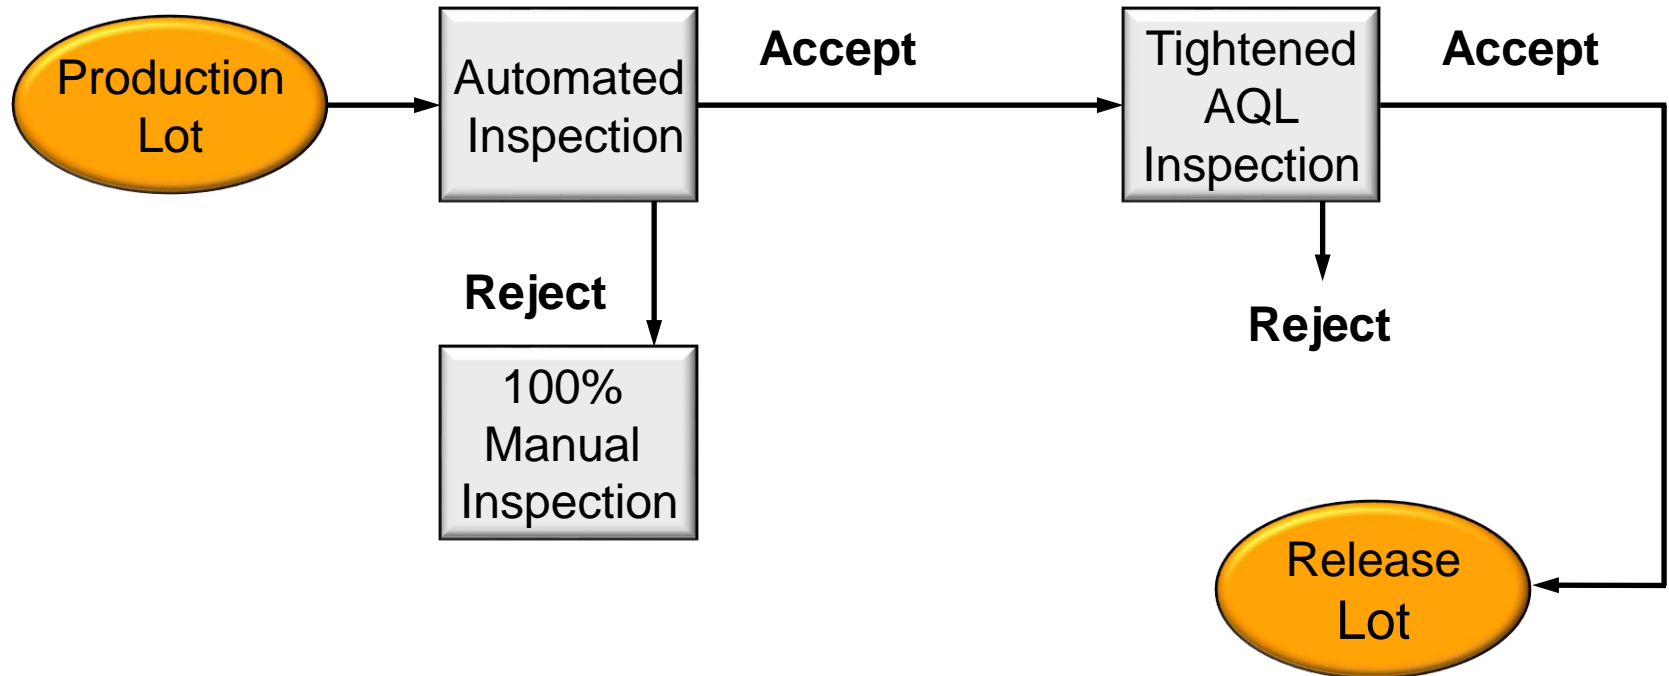 Production
Lot
Automated
Inspection
Accept
Tightened
AQL
Inspection
Accept
Reject
Reject
100%
Manual
Inspection
Release
Lot